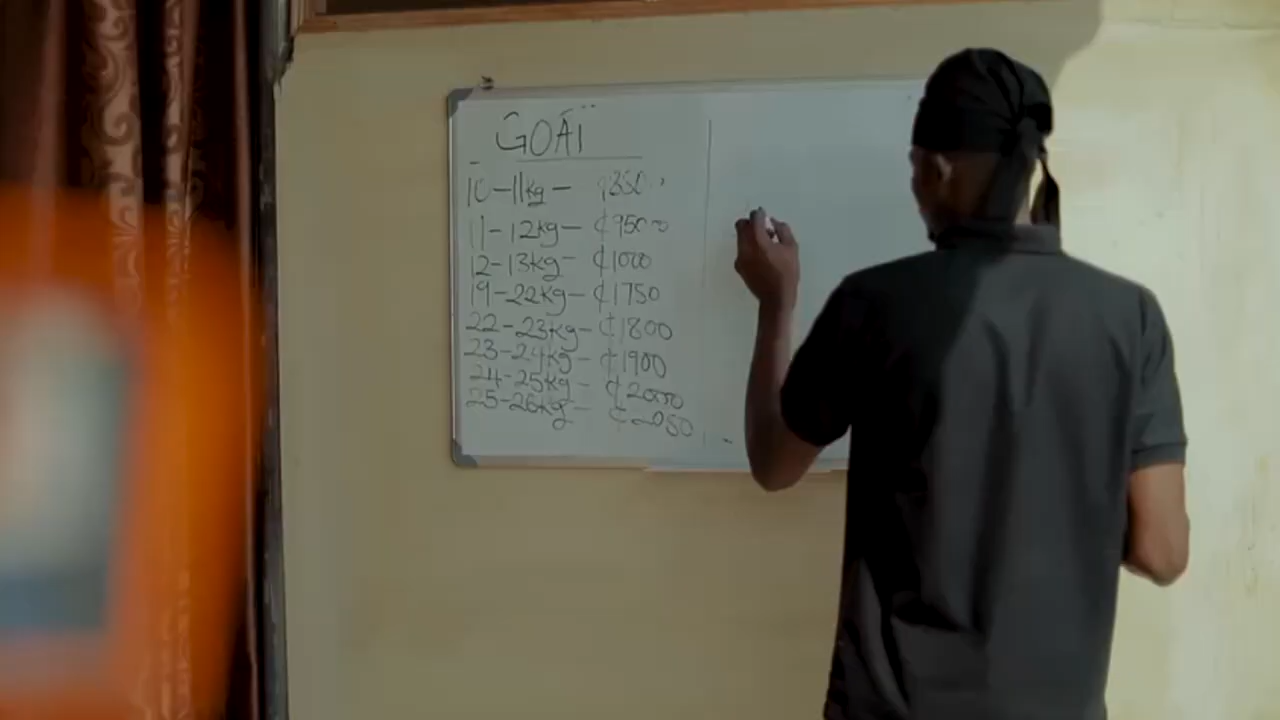 GOAT
10-11kg-
11-12kg- ₵950
12-13kg- ₵1000
19-22kg- ₵1750
22-23kg- ₵1800
23-24kg- ₵1900
24-25kg- ₵2000
25-26kg- ₵2050